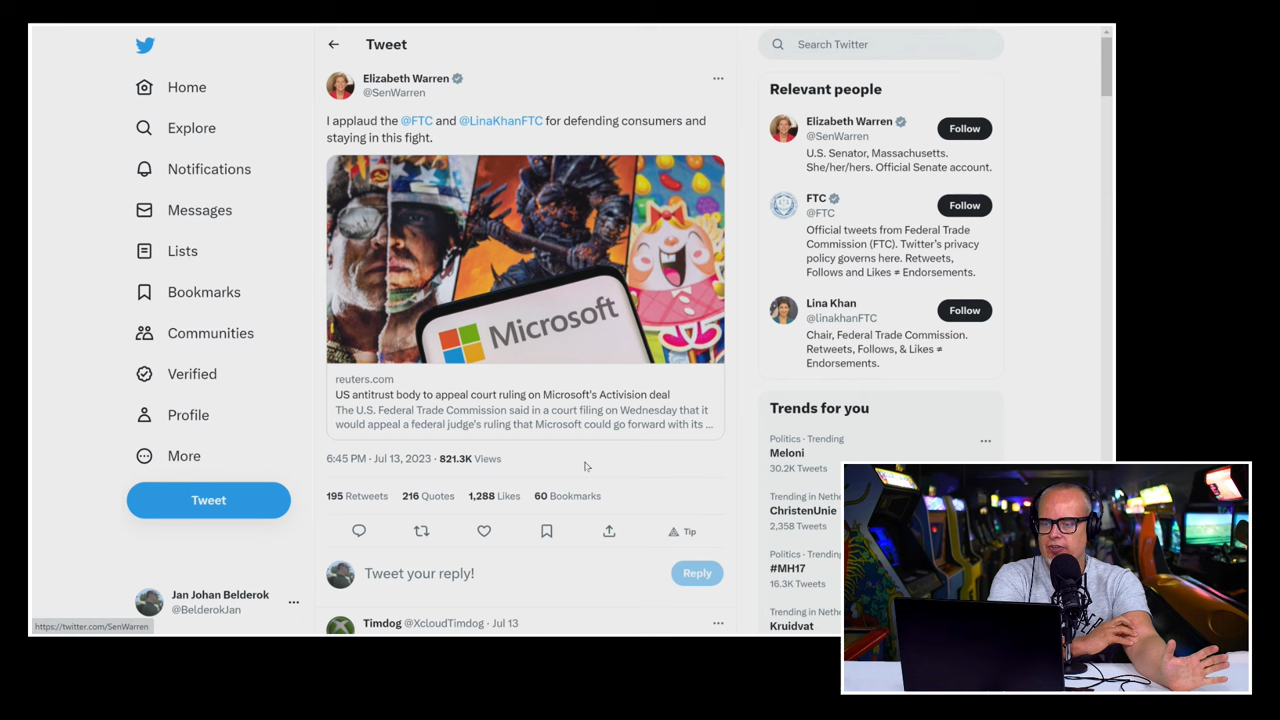 Home
Explore
Notifications
Messages
Lists
Bookmarks
Communities
Verified
Profile
More
Tweet
Jan Johan Belderok
@BelderokJan
https://twitter.com/SenWarren
Tweet
Elizabeth Warren
@SenWarren
I applaud the @FTC and @LinaKhanFTC for defending consumers and
staying in this fight.
Microsoft
reuters.com
US antitrust body to appeal court ruling on Microsoft's Activision deal
The U.S. Federal Trade Commission said in a court filing on Wednesday that it
would appeal a federal judge's ruling that Microsoft could go forward with its ...
6:45 PM · Jul 13, 2023 · 821.3K Views
195 Retweets 216 Quotes 1,288 Likes 60 Bookmarks
Tip
Tweet your reply!
Reply
Timdog @XcloudTimdog · Jul 13
Search Twitter
Relevant people
Elizabeth Warren
@SenWarren
Follow
U.S. Senator, Massachusetts.
She/her/hers. Official Senate account.
FTC
@FTC
Follow
Official tweets from Federal Trade
Commission (FTC). Twitter's privacy
policy governs here. Retweets,
Follows and Likes ≠ Endorsements.
Lina Khan
@linakhanFTC
Follow
Chair, Federal Trade Commission.
Retweets, Follows, & Likes ≠
Endorsements.
Trends for you
Politics · Trending
Meloni
30.2K Tweets
Trending in Nethe
ChristenUnie
2,358 Tweets
Politics · Trending
#MH17
16.3K Tweets
Trending in Nethe
Kruidvat